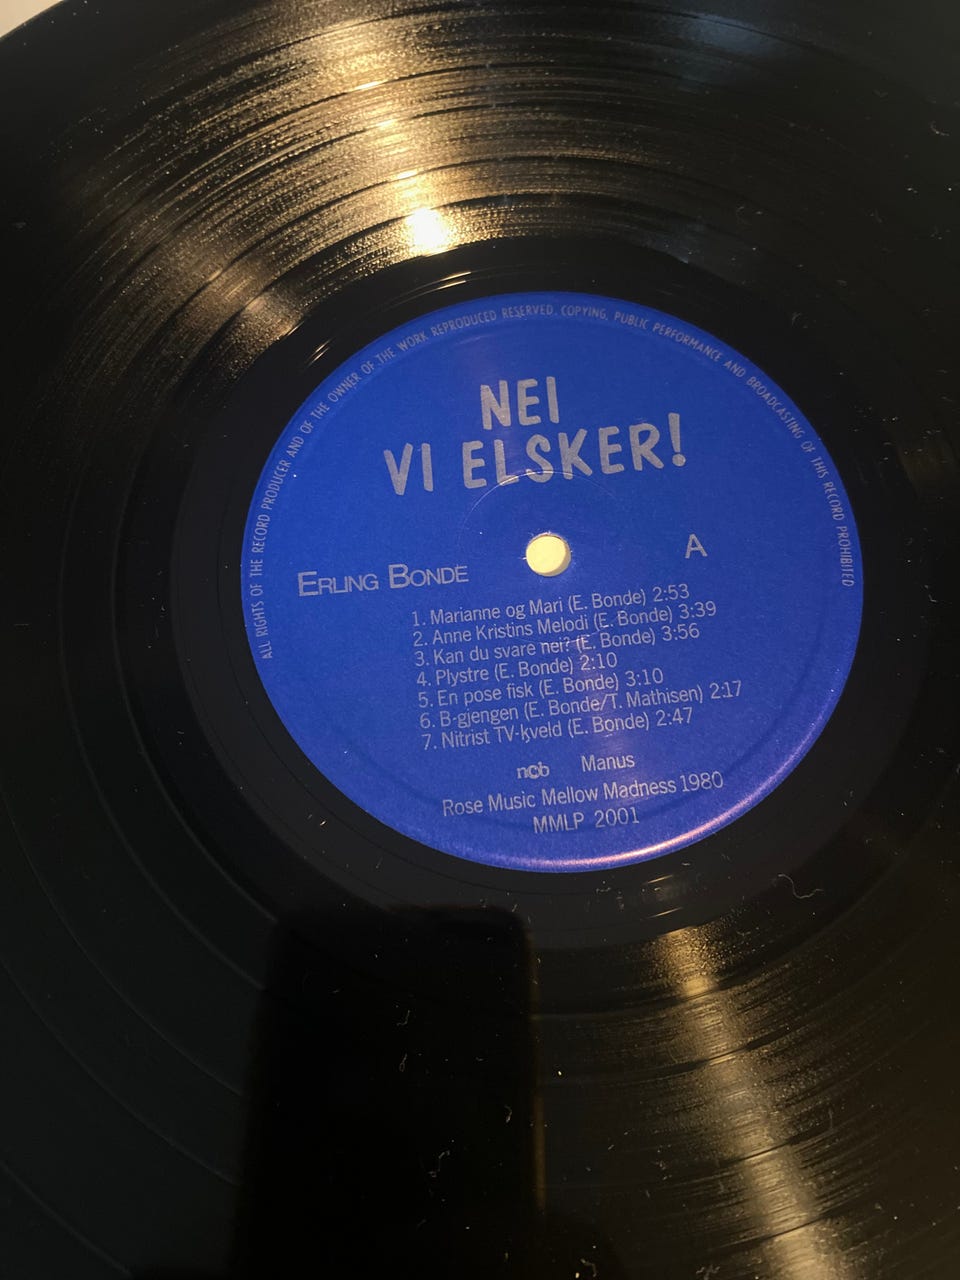 ALL RIGHTS OF THE RECORD PRODUCER AND OF THE OWNER OF THE WORK REPRODUCED RESERVED. COPYING, PUBLIC PERFORMANCE AND BROADCASTING OF THIS RECORD PROHIBITED
NEI
VI ELSKER!
A
ERLING BONDE
1. Marianne og Mari (E. Bonde) 2:53
2. Anne Kristins Melodi (E. Bonde) 3:39
3. Kan du svare nei? (E. Bonde) 3:56
4. Plystre (E. Bonde) 2:10
5. En pose fisk (E. Bonde) 3:10
6. B-gjengen (E. Bonde/T. Mathisen) 2:17
7. Nitrist TV-kveld (E. Bonde) 2:47
ncb Manus
Rose Music Mellow Madness 1980
MMLP 2001